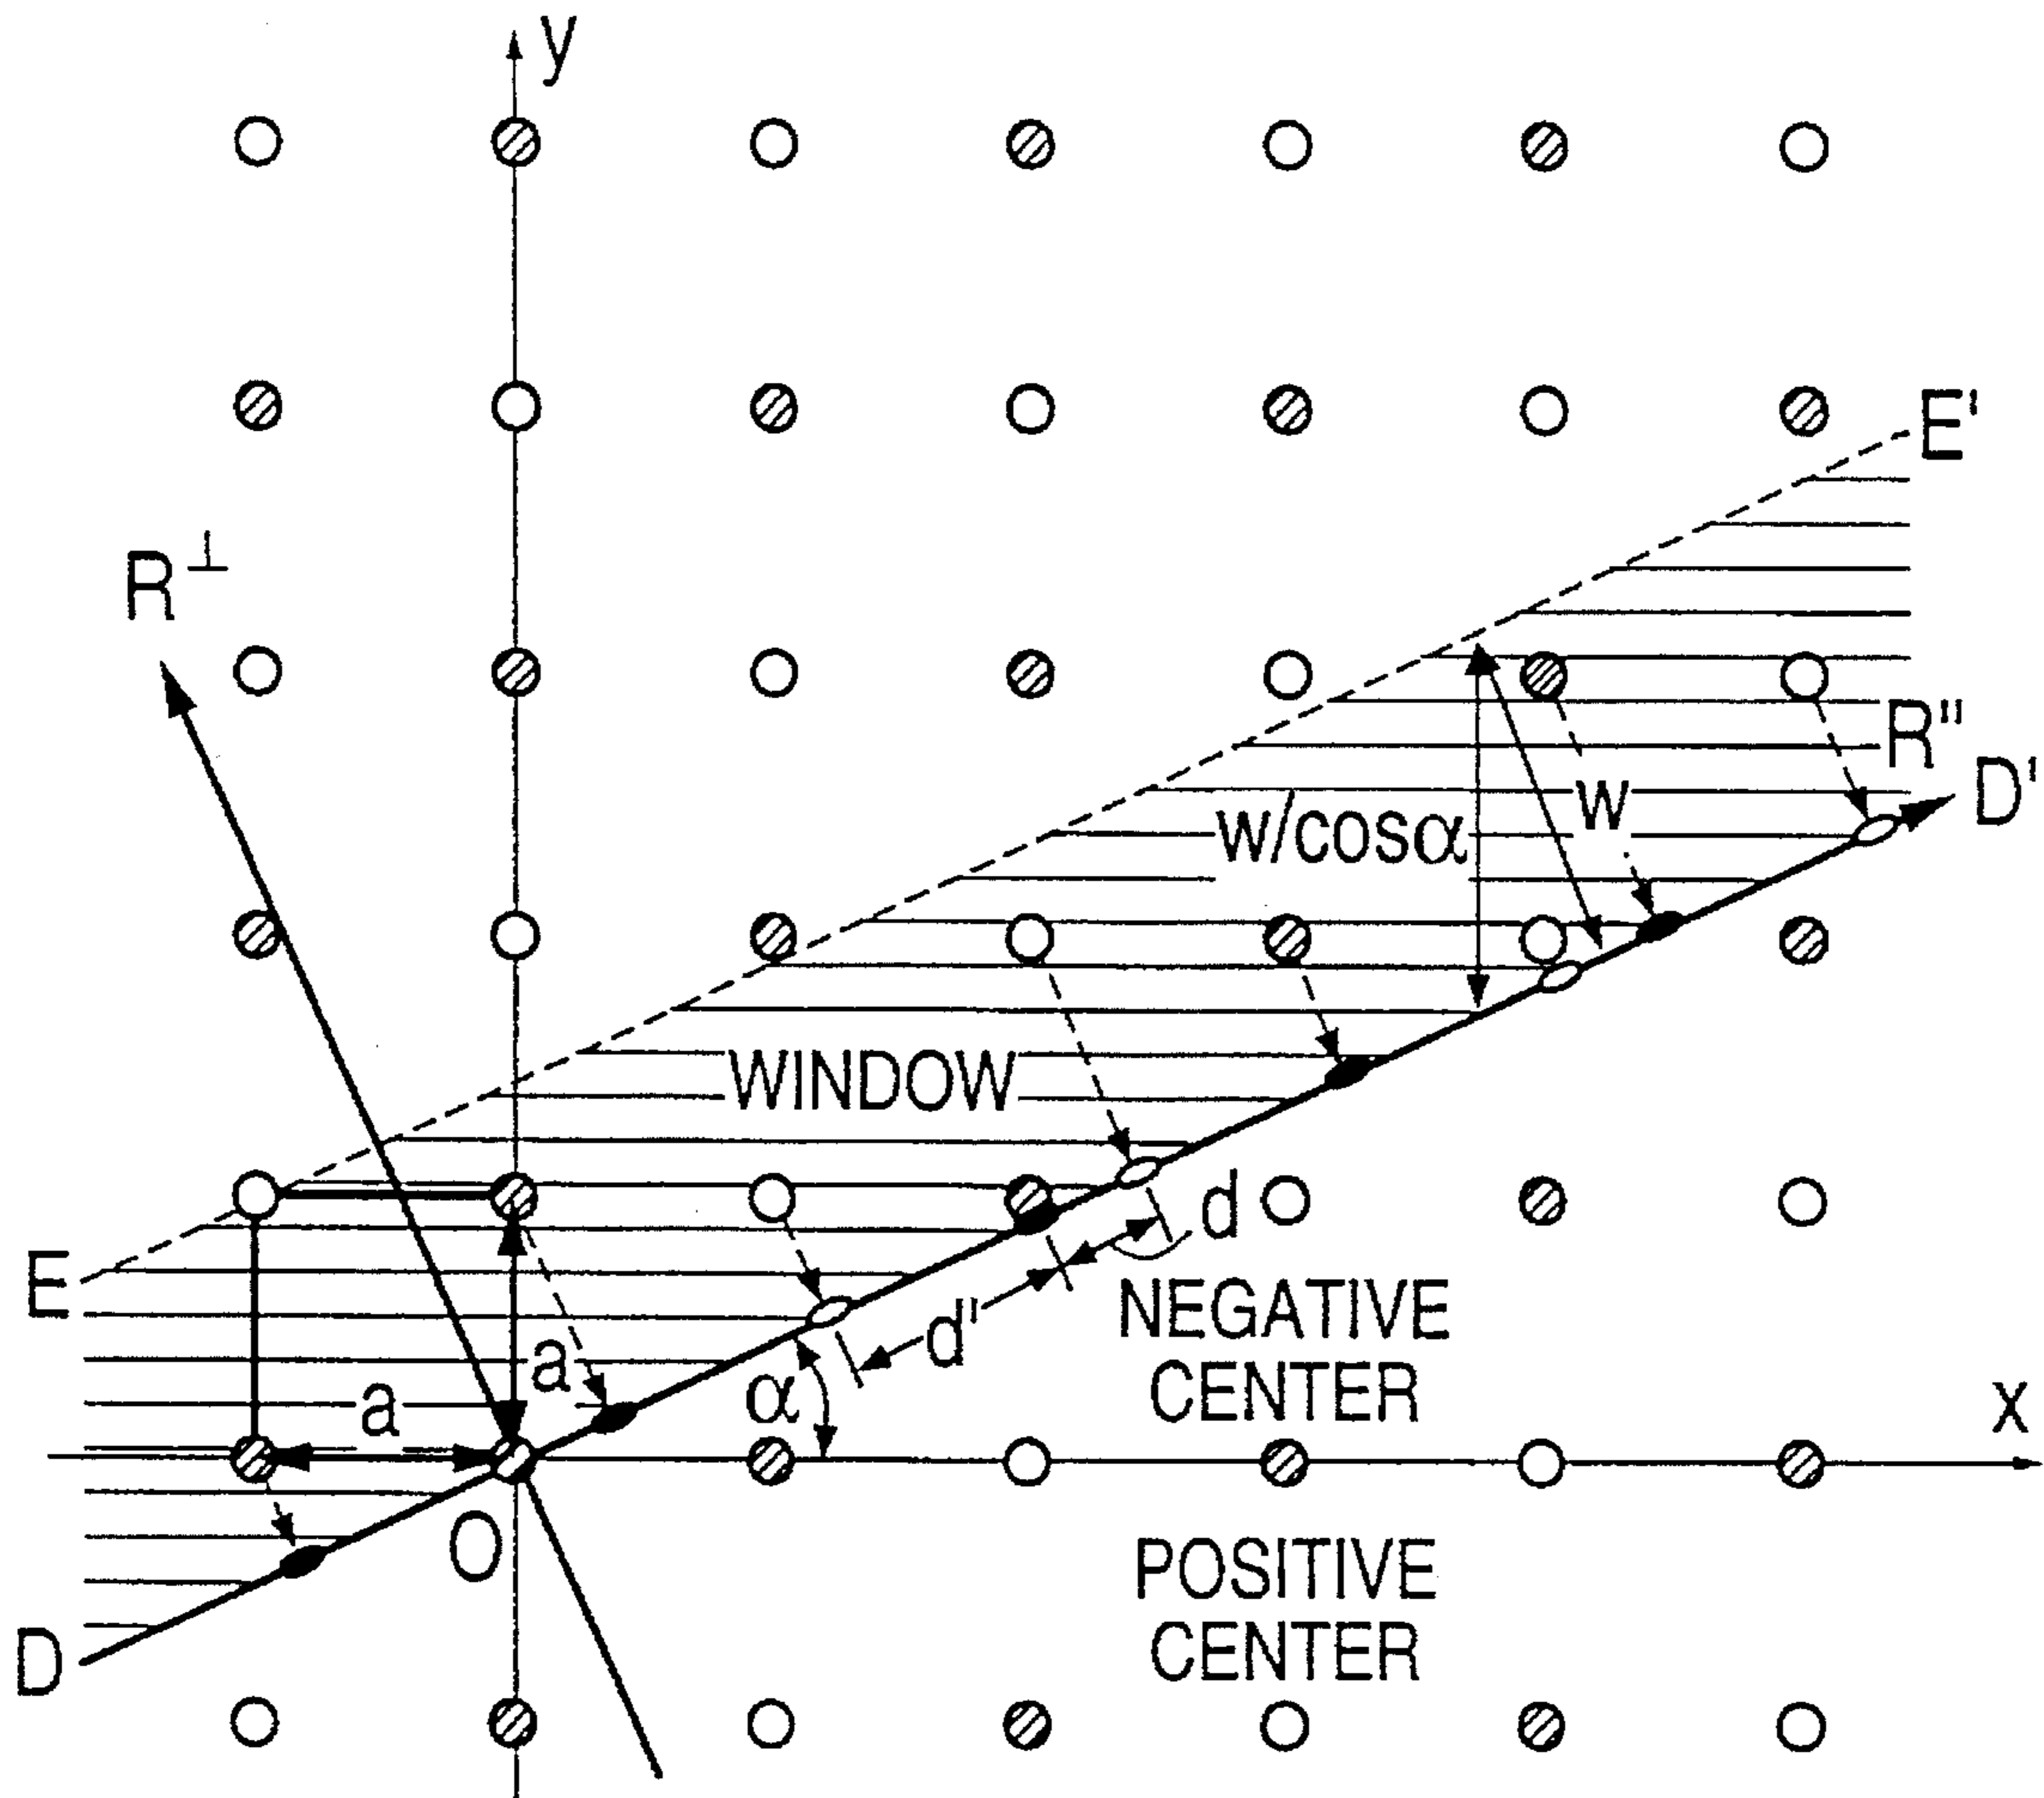 y
E'
R⊥
R"
D'
w
w/cosα
WINDOW
d
E
NEGATIVE
CENTER
d"
a
a
α
x
O
POSITIVE
CENTER
D